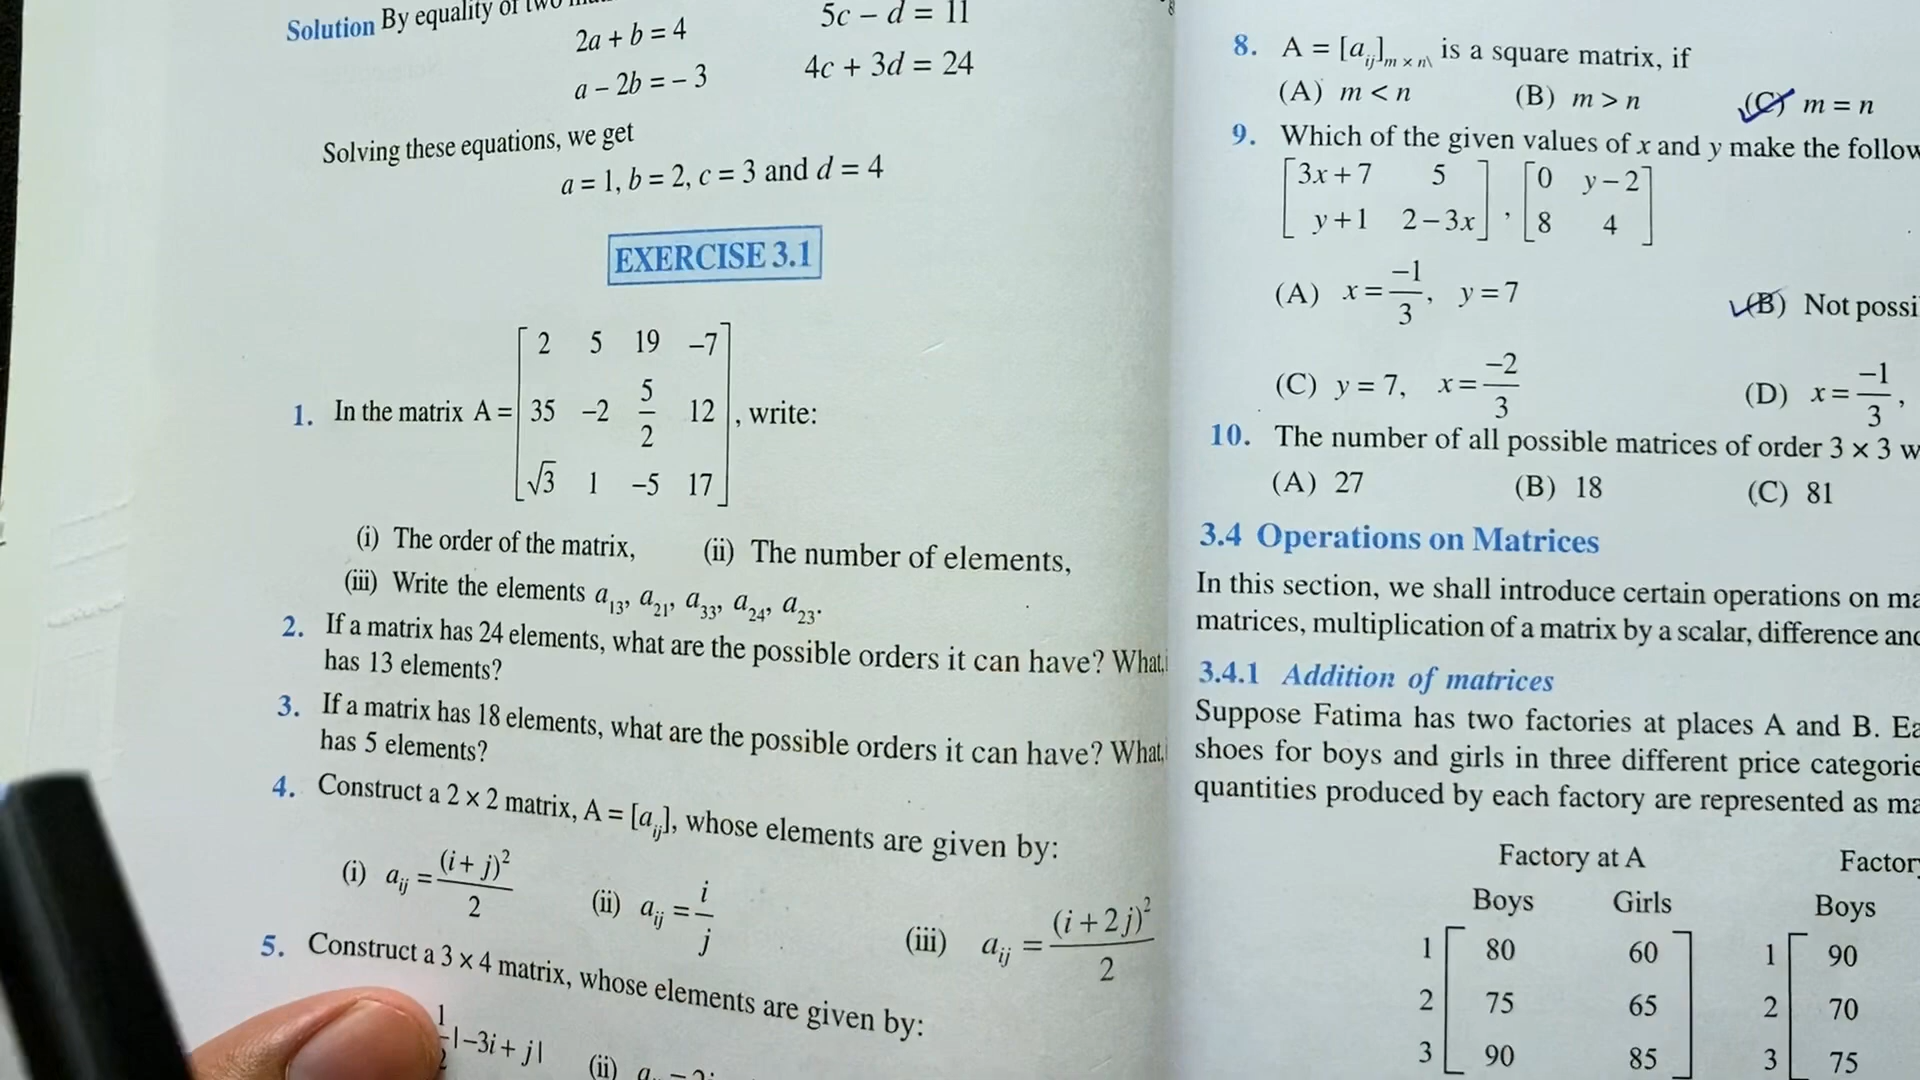 Solution By equality of two
2a + b = 4 5c – d = 11
a – 2b = – 3 4c + 3d = 24
Solving these equations, we get
a = 1, b = 2, c = 3 and d = 4
EXERCISE 3.1
1. In the matrix A = [2 5 19 –7
35 –2 5/2 12
√3 1 –5 17], write:
(i) The order of the matrix, (ii) The number of elements,
(iii) Write the elements a₁₃, a₂₁, a₃₃, a₂₄, a₂₃.
2. If a matrix has 24 elements, what are the possible orders it can have? What,
has 13 elements?
3. If a matrix has 18 elements, what are the possible orders it can have? What,
has 5 elements?
4. Construct a 2 × 2 matrix, A = [aᵢⱼ], whose elements are given by:
(i) aᵢⱼ = (i + j)²/2 (ii) aᵢⱼ = i/j (iii) aᵢⱼ = (i + 2j)²/2
5. Construct a 3 × 4 matrix, whose elements are given by:
1/2 |–3i + j| (ii)
8. A = [aᵢⱼ]ₘ × ₙ\ is a square matrix, if
(A) m < n (B) m > n (C) m = n
9. Which of the given values of x and y make the
[3x + 7 5
y + 1 2 – 3x], [0 y – 2
8 4]
(A) x = –1/3, y = 7 (B) Not
(C) y = 7, x = –2/3 (D) x = –1/3,
10. The number of all possible matrices of order 3 × 3
(A) 27 (B) 18 (C) 81
3.4 Operations on Matrices
In this section, we shall introduce certain operations on
matrices, multiplication of a matrix by a scalar, difference
3.4.1 Addition of matrices
Suppose Fatima has two factories at places A and B.
shoes for boys and girls in three different price
quantities produced by each factory are represented as
Factory at A Factory
Boys Girls Boys
1 [80 60] 1 [90
2 75 65 2 70
3 90 85 3 75